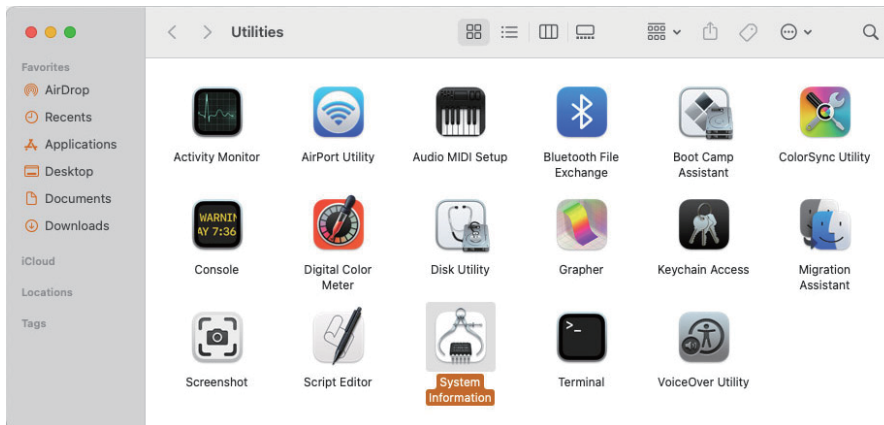 Utilities
Favorites
AirDrop
Recents
Applications
Desktop
Documents
Downloads
iCloud
Locations
Tags
Activity Monitor
AirPort Utility
Audio MIDI Setup
Bluetooth File
Exchange
Boot Camp
Assistant
ColorSync Utility
WARNIN
AY 7:36
Console
Digital Color
Meter
Disk Utility
Grapher
Keychain Access
Migration
Assistant
Screenshot
Script Editor
System
Information
>_
Terminal
VoiceOver Utility